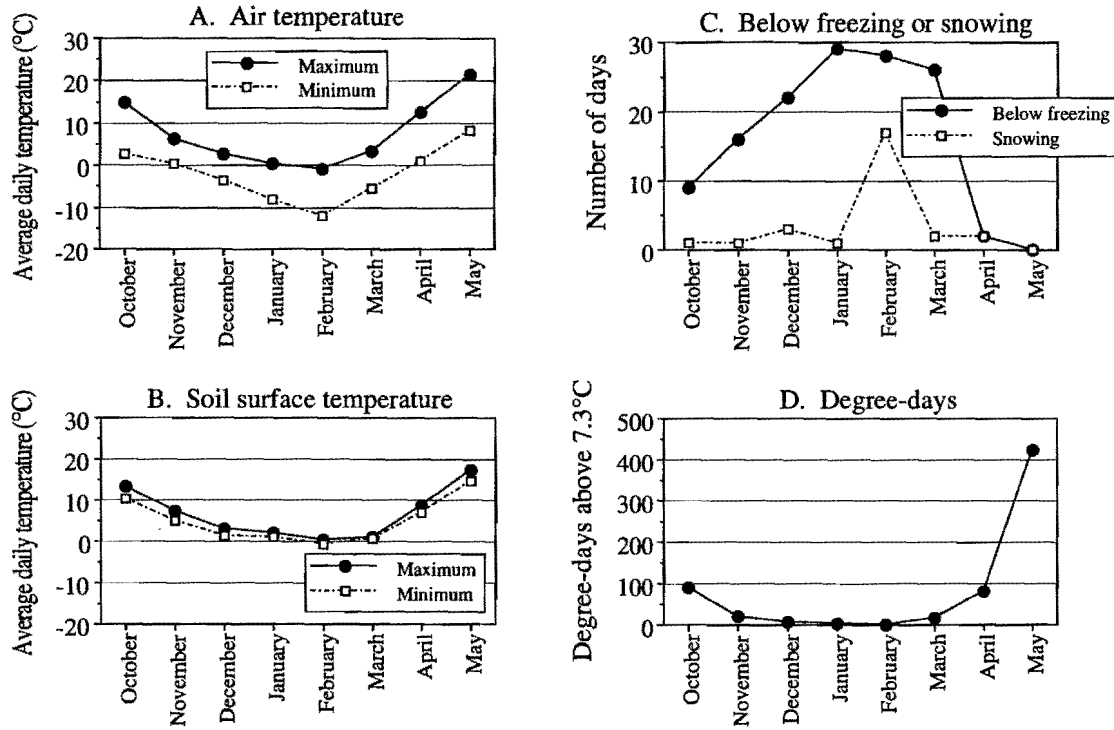 A. Air temperature
Average daily temperature (°C)
30
20
10
0
-10
-20
Maximum
Minimum
October
November
December
January
February
March
April
May
C. Below freezing or snowing
Number of days
30
20
10
0
Below freezing
Snowing
October
November
December
January
February
March
April
May
B. Soil surface temperature
Average daily temperature (°C)
30
20
10
0
-10
-20
Maximum
Minimum
October
November
December
January
February
March
April
May
D. Degree-days
Degree-days above 7.3°C
500
400
300
200
100
0
October
November
December
January
February
March
April
May